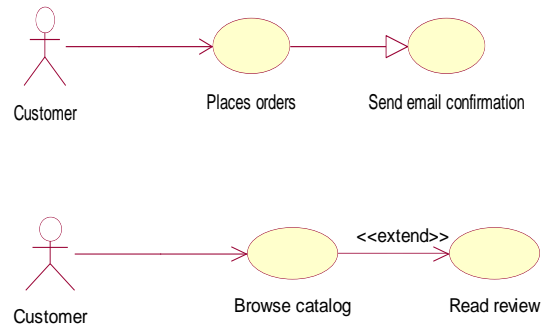 Customer
Places orders
Send email confirmation
<<extend>>
Customer
Browse catalog
Read review